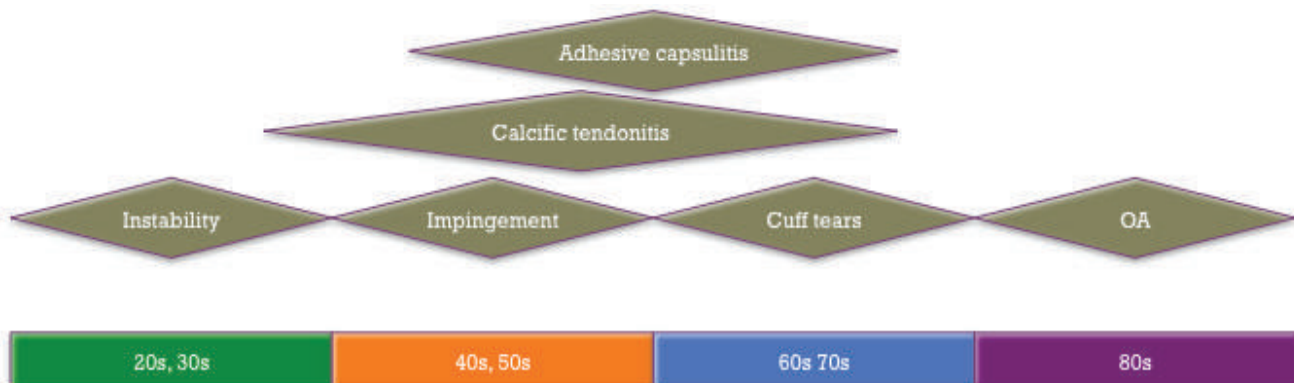 Adhesive capsulitis
Calcific tendonitis
Instability
Impingement
Cuff tears
OA
20s, 30s
40s, 50s
60s 70s
80s